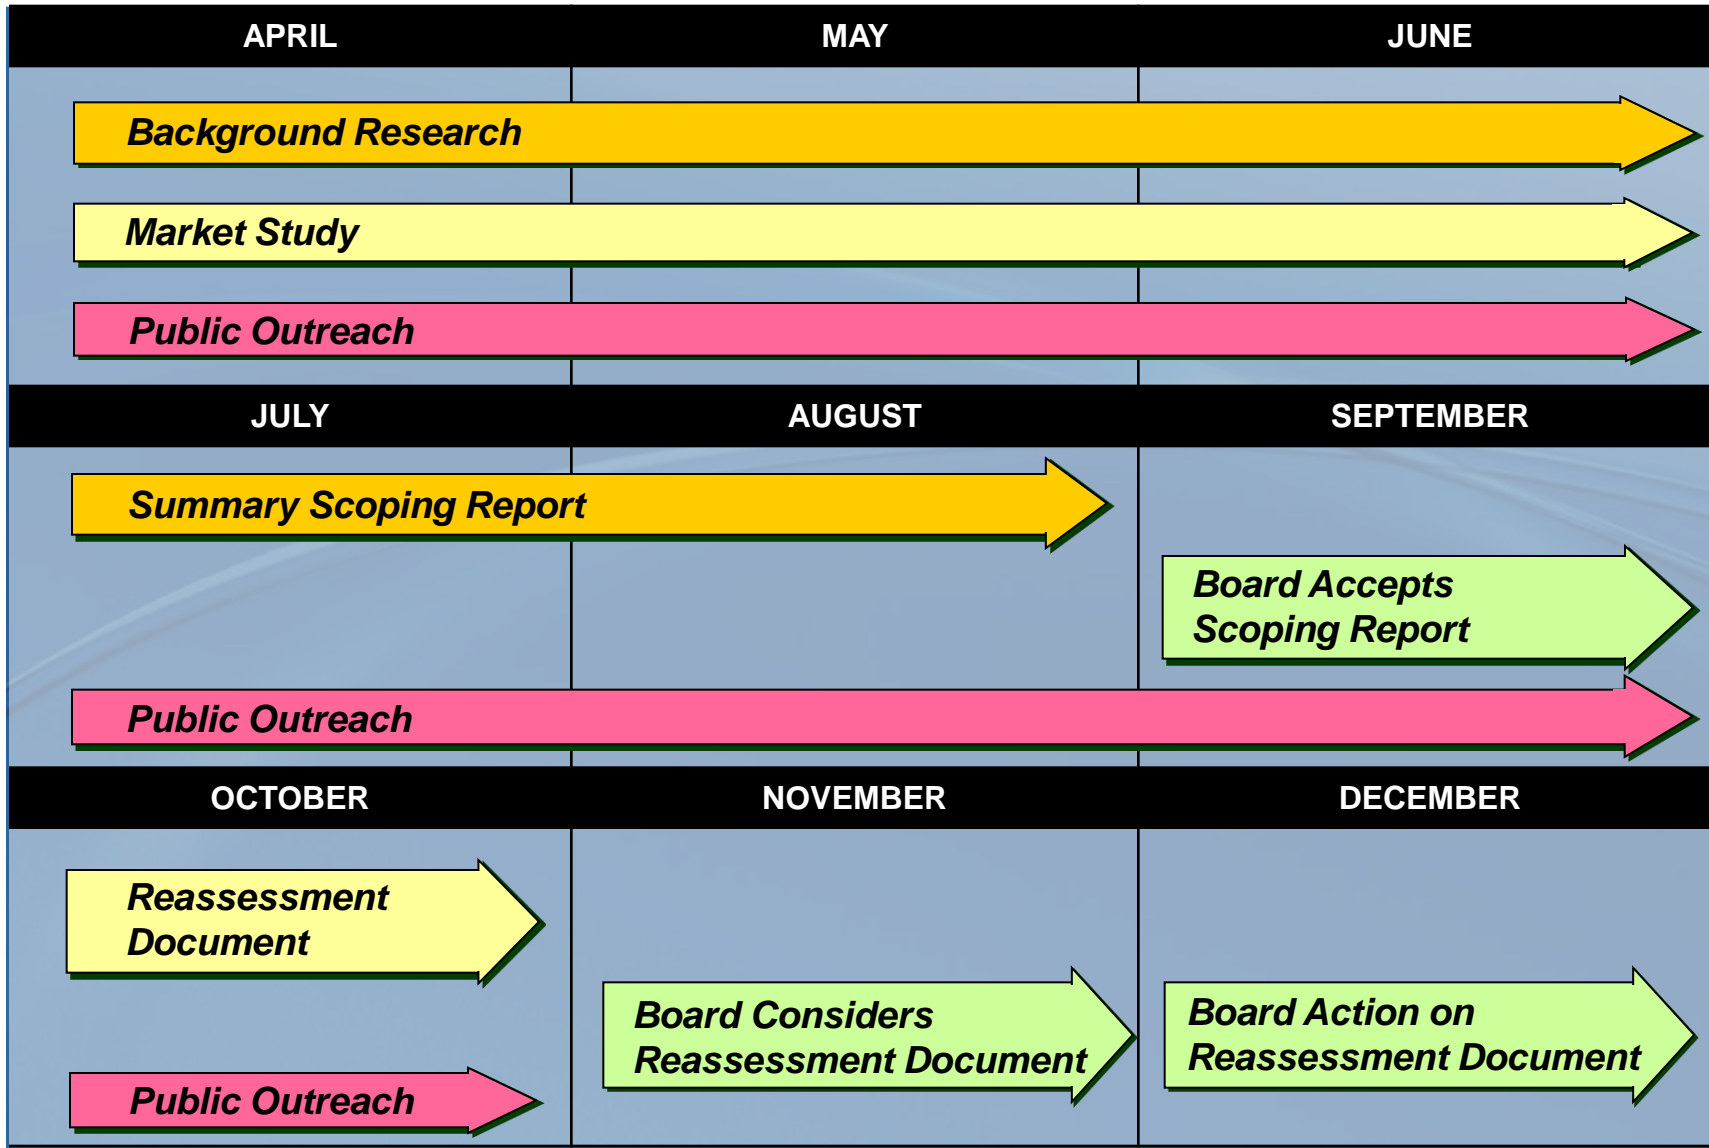 APRIL MAY JUNE
Background Research
Market Study
Public Outreach
JULY AUGUST SEPTEMBER
Summary Scoping Report
Board Accepts
Scoping Report
Public Outreach
OCTOBER NOVEMBER DECEMBER
Reassessment
Document
Board Considers
Reassessment Document
Board Action on
Reassessment Document
Public Outreach